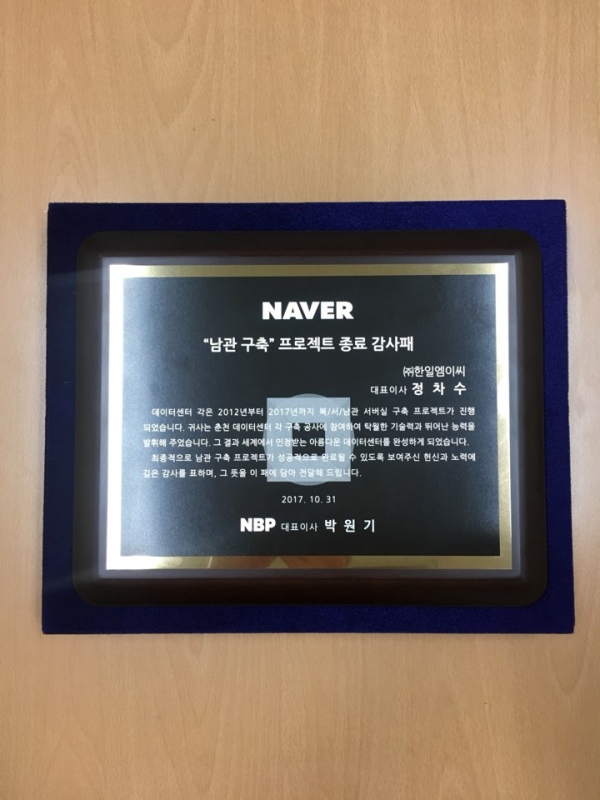 NAVER
“남관 구축” 프로젝트 종료 감사패
㈜한일엠이씨
대표이사 정 차 수
데이터센터 각은 2012년부터 2017년까지 북/서/남관 서버실 구축 프로젝트가 진행
되었습니다. 귀사는 춘천 데이터센터 각 구축 공사에 참여하여 탁월한 기술력과 뛰어난 능력을
발휘해 주었습니다. 그 결과 세계에서 인정받는 아름다운 데이터센터를 완성하게 되었습니다.
최종적으로 남관 구축 프로젝트가 성공적으로 완료될 수 있도록 보여주신 헌신과 노력에
깊은 감사를 표하며, 그 뜻을 이 패에 담아 전달해 드립니다.
2017. 10. 31
NBP 대표이사 박 원 기